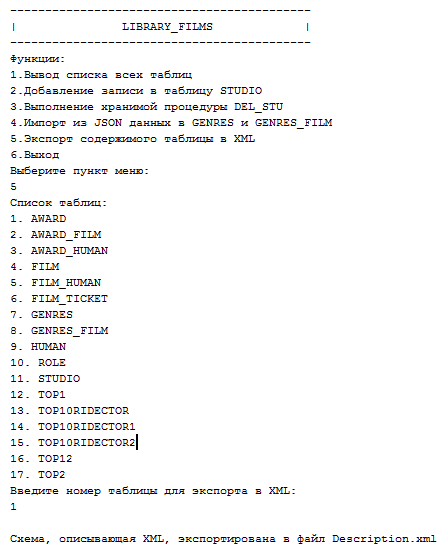 -------------------------------------------
| LIBRARY_FILMS |
-------------------------------------------
Функции:
1.Вывод списка всех таблиц
2.Добавление записи в таблицу STUDIO
3.Выполнение хранимой процедуры DEL_STU
4.Импорт из JSON данных в GENRES и GENRES_FILM
5.Экспорт содержимого таблицы в XML
6.Выход
Выберите пункт меню:
5
Список таблиц:
1. AWARD
2. AWARD_FILM
3. AWARD_HUMAN
4. FILM
5. FILM_HUMAN
6. FILM_TICKET
7. GENRES
8. GENRES_FILM
9. HUMAN
10. ROLE
11. STUDIO
12. TOP1
13. TOP10RIDECTOR
14. TOP10RIDECTOR1
15. TOP10RIDECTOR2
16. TOP12
17. TOP2
Введите номер таблицы для экспорта в XML:
1
Схема, описывающая XML, экспортирована в файл Description.xml